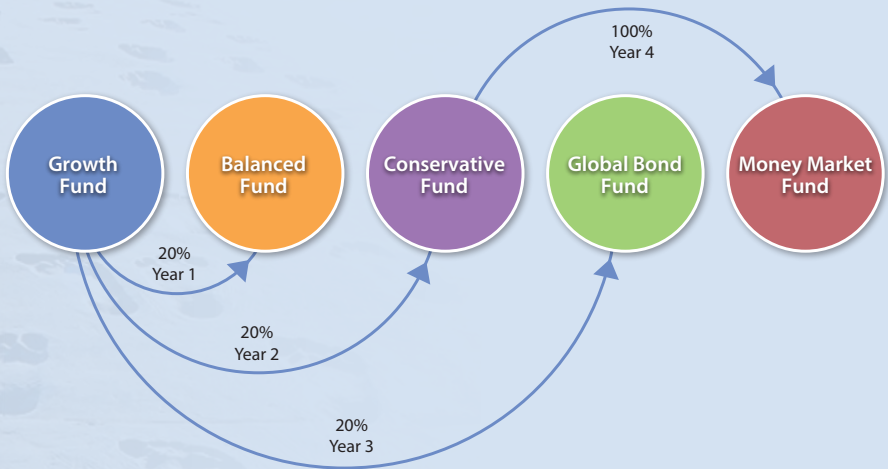 100%
Year 4
Growth
Fund
Balanced
Fund
Conservative
Fund
Global Bond
Fund
Money Market
Fund
20%
Year 1
20%
Year 2
20%
Year 3